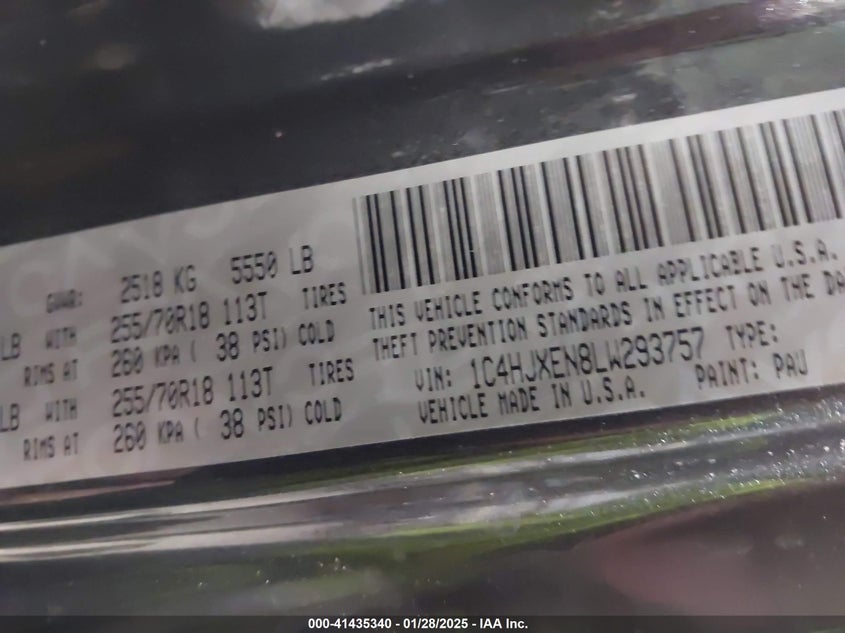 GVWR: 2518 KG 5550 LB
LB WITH 255/70R18 113T TIRES
RIMS AT 260 KPA ( 38 PSI) COLD
LB WITH 255/70R18 113T TIRES
RIMS AT 260 KPA ( 38 PSI) COLD
THIS VEHICLE CONFORMS TO ALL APPLICABLE U.S.A.
THEFT PREVENTION STANDARDS IN EFFECT ON THE DA
VIN: 1C4HJXEN8LW293757 TYPE:
VEHICLE MADE IN U.S.A. PAINT: PAU
000-41435340 - 01/28/2025 - IAA Inc.